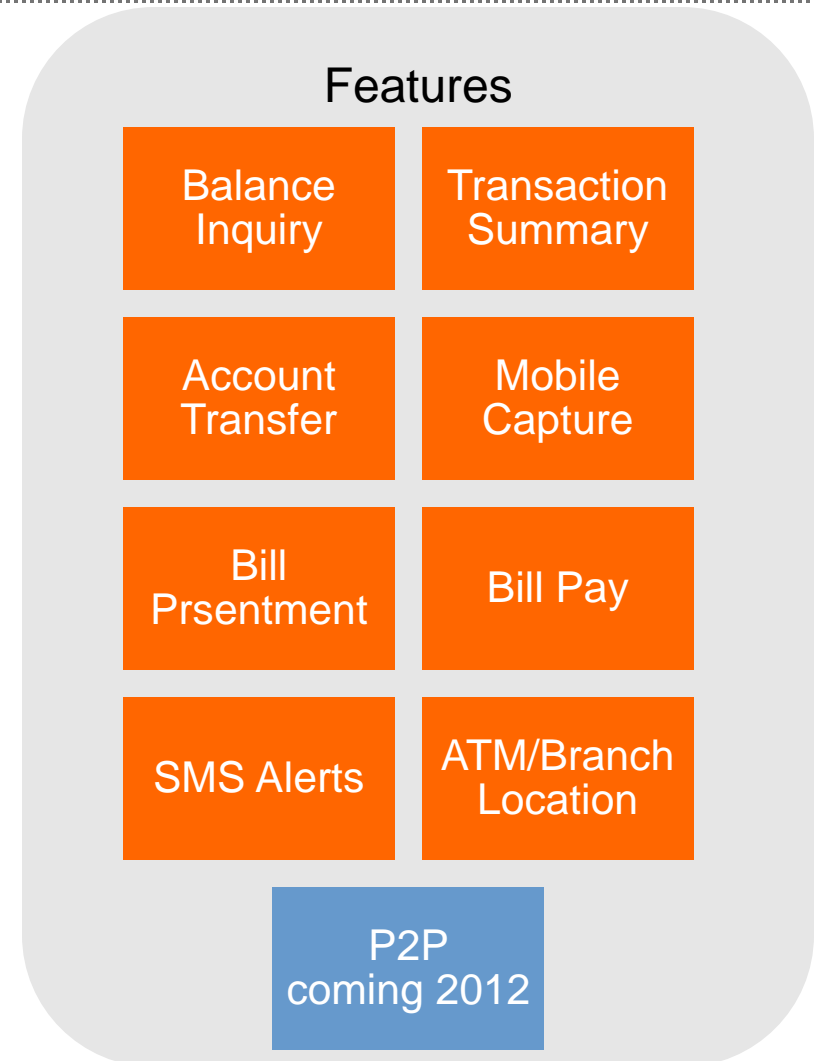 Features
Balance
Inquiry
Transaction
Summary
Account
Transfer
Mobile
Capture
Bill
Prsentment
Bill Pay
SMS Alerts
ATM/Branch
Location
P2P
coming 2012